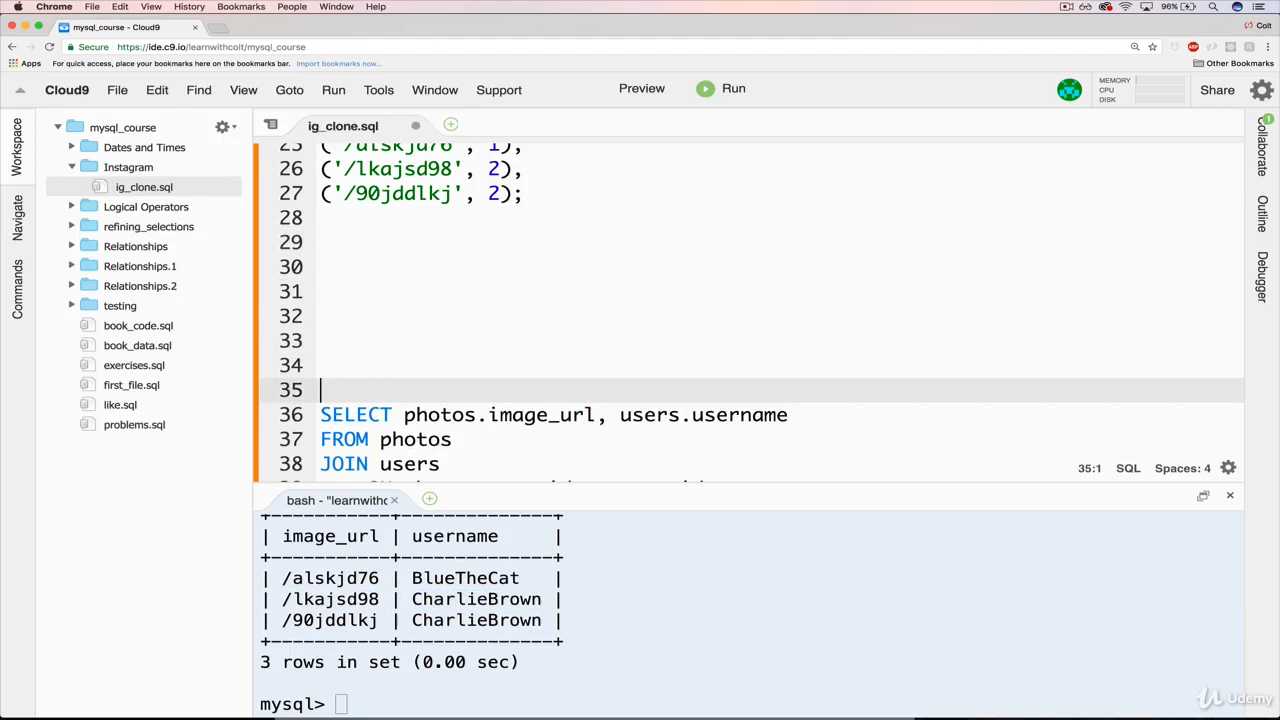 Chrome File Edit View History Bookmarks People Window Help 96%
mysql_course - Cloud9 Colt
Secure https://ide.c9.io/learnwithcolt/mysql_course ABP
Apps For quick access, place your bookmarks here on the bookmarks bar. Import bookmarks now... Other Bookmarks
Cloud9 File Edit Find View Goto Run Tools Window Support Preview Run MEMORY CPU DISK Share
Workspace
Navigate
Commands
mysql_course
Dates and Times
Instagram
ig_clone.sql
Logical Operators
refining_selections
Relationships
Relationships.1
Relationships.2
testing
book_code.sql
book_data.sql
exercises.sql
first_file.sql
like.sql
problems.sql
ig_clone.sql
25 ('/alskjd76', 1),
26 ('/lkajsd98', 2),
27 ('/90jddlkj', 2);
28
29
30
31
32
33
34
35
36 SELECT photos.image_url, users.username
37 FROM photos
38 JOIN users
35:1 SQL Spaces: 4
Collaborate 1
Outline
Debugger
bash - "learnwithc
+-----------+--------------+
| image_url | username     |
+-----------+--------------+
| /alskjd76 | BlueTheCat   |
| /lkajsd98 | CharlieBrown |
| /90jddlkj | CharlieBrown |
+-----------+--------------+
3 rows in set (0.00 sec)
mysql>
Udemy